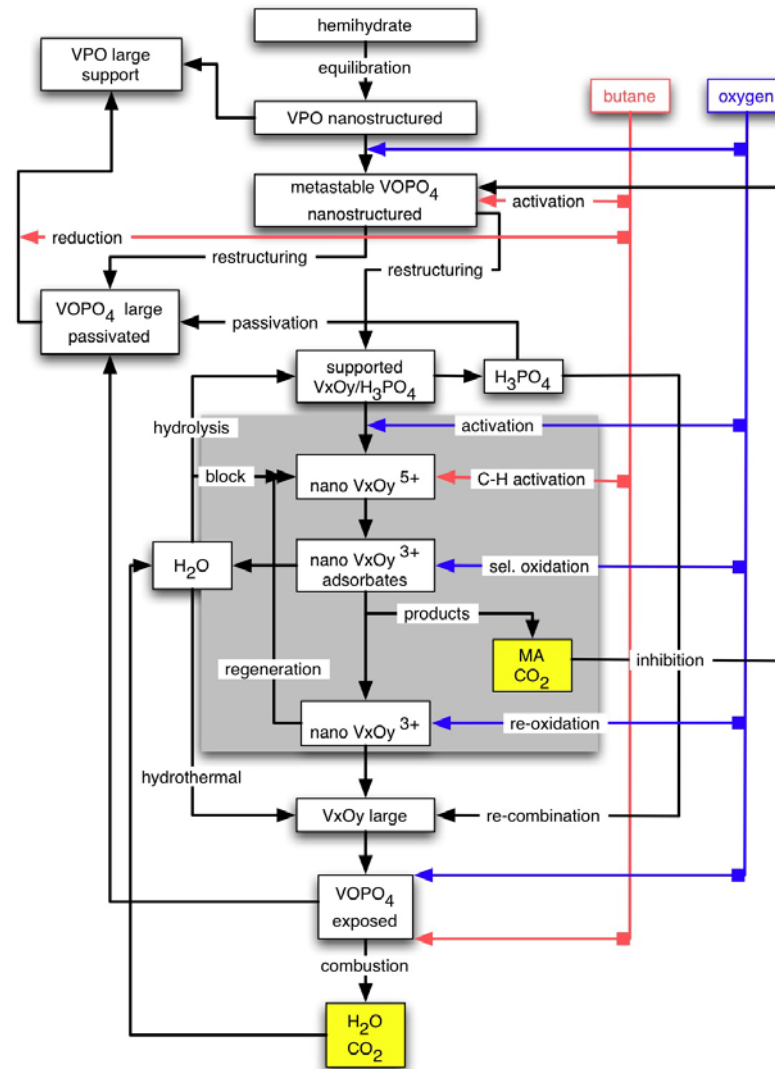 hemihydrate
VPO large
support
equilibration
butane
oxygen
VPO nanostructured
metastable VOPO4
nanostructured
activation
reduction
restructuring
restructuring
VOPO4 large
passivated
passivation
supported
VxOy/H3PO4
H3PO4
hydrolysis
activation
block
nano VxOy 5+
C-H activation
H2O
nano VxOy 3+
adsorbates
sel. oxidation
products
regeneration
MA
CO2
inhibition
nano VxOy 3+
re-oxidation
hydrothermal
VxOy large
re-combination
VOPO4
exposed
combustion
H2O
CO2